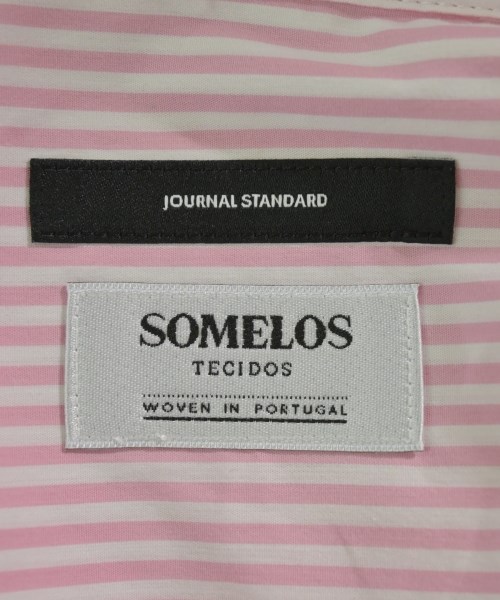 JOURNAL STANDARD
SOMELOS
TECIDOS
WOVEN IN PORTUGAL